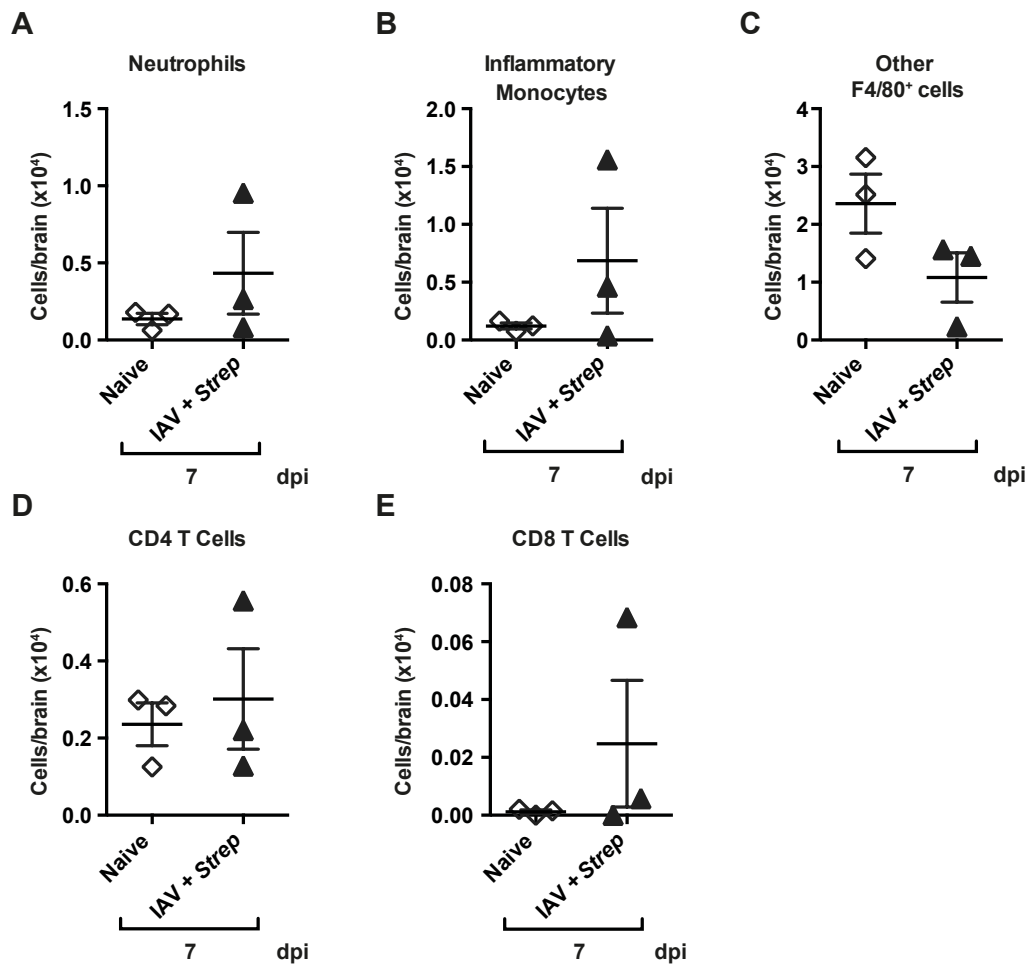 A
Neutrophils
Cells/brain (x10⁴)
1.5
1.0
0.5
0.0
Naive
IAV + Strep
7
dpi
B
Inflammatory
Monocytes
Cells/brain (x10⁴)
2.0
1.5
1.0
0.5
0.0
Naive
IAV + Strep
7
dpi
C
Other
F4/80⁺ cells
Cells/brain (x10⁴)
4
3
2
1
0
Naive
IAV + Strep
7
dpi
D
CD4 T Cells
Cells/brain (x10⁴)
0.6
0.4
0.2
0.0
Naive
IAV + Strep
7
dpi
E
CD8 T Cells
Cells/brain (x10⁴)
0.08
0.06
0.04
0.02
0.00
Naive
IAV + Strep
7
dpi